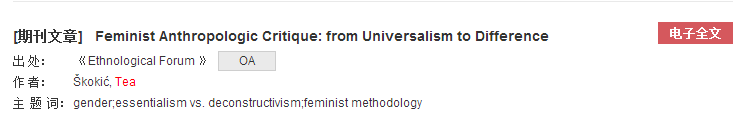 [期刊文章] Feminist Anthropologic Critique: from Universalism to Difference 电子全文
出处： 《Ethnological Forum 》 OA
作者： Škokić, Tea
主题词：gender;essentialism vs. deconstructivism;feminist methodology